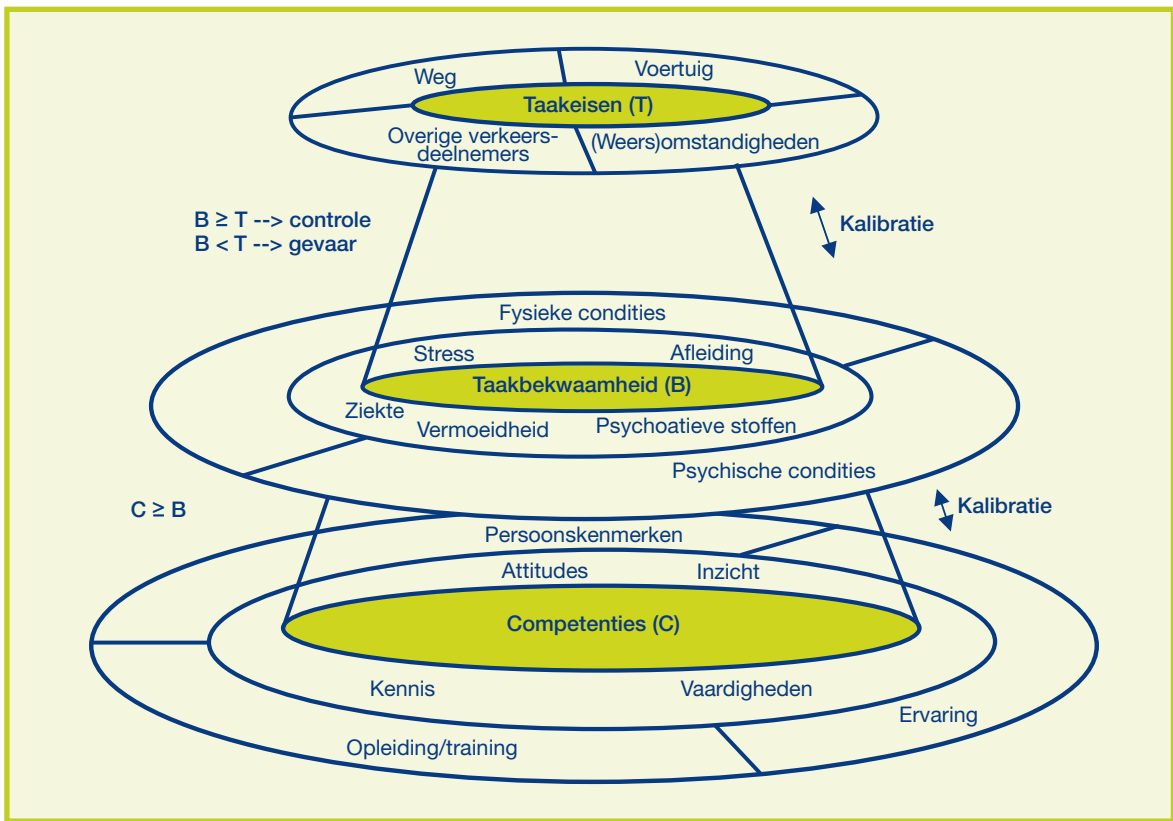 Weg
Voertuig
Taakeisen (T)
Overige verkeers-
deelnemers
(Weers)omstandigheden
B ≥ T --> controle
B < T --> gevaar
Kalibratie
Fysieke condities
Stress
Afleiding
Taakbekwaamheid (B)
Ziekte
Vermoeidheid
Psychoatieve stoffen
Psychische condities
C ≥ B
Kalibratie
Persoonskenmerken
Attitudes
Inzicht
Competenties (C)
Kennis
Vaardigheden
Ervaring
Opleiding/training